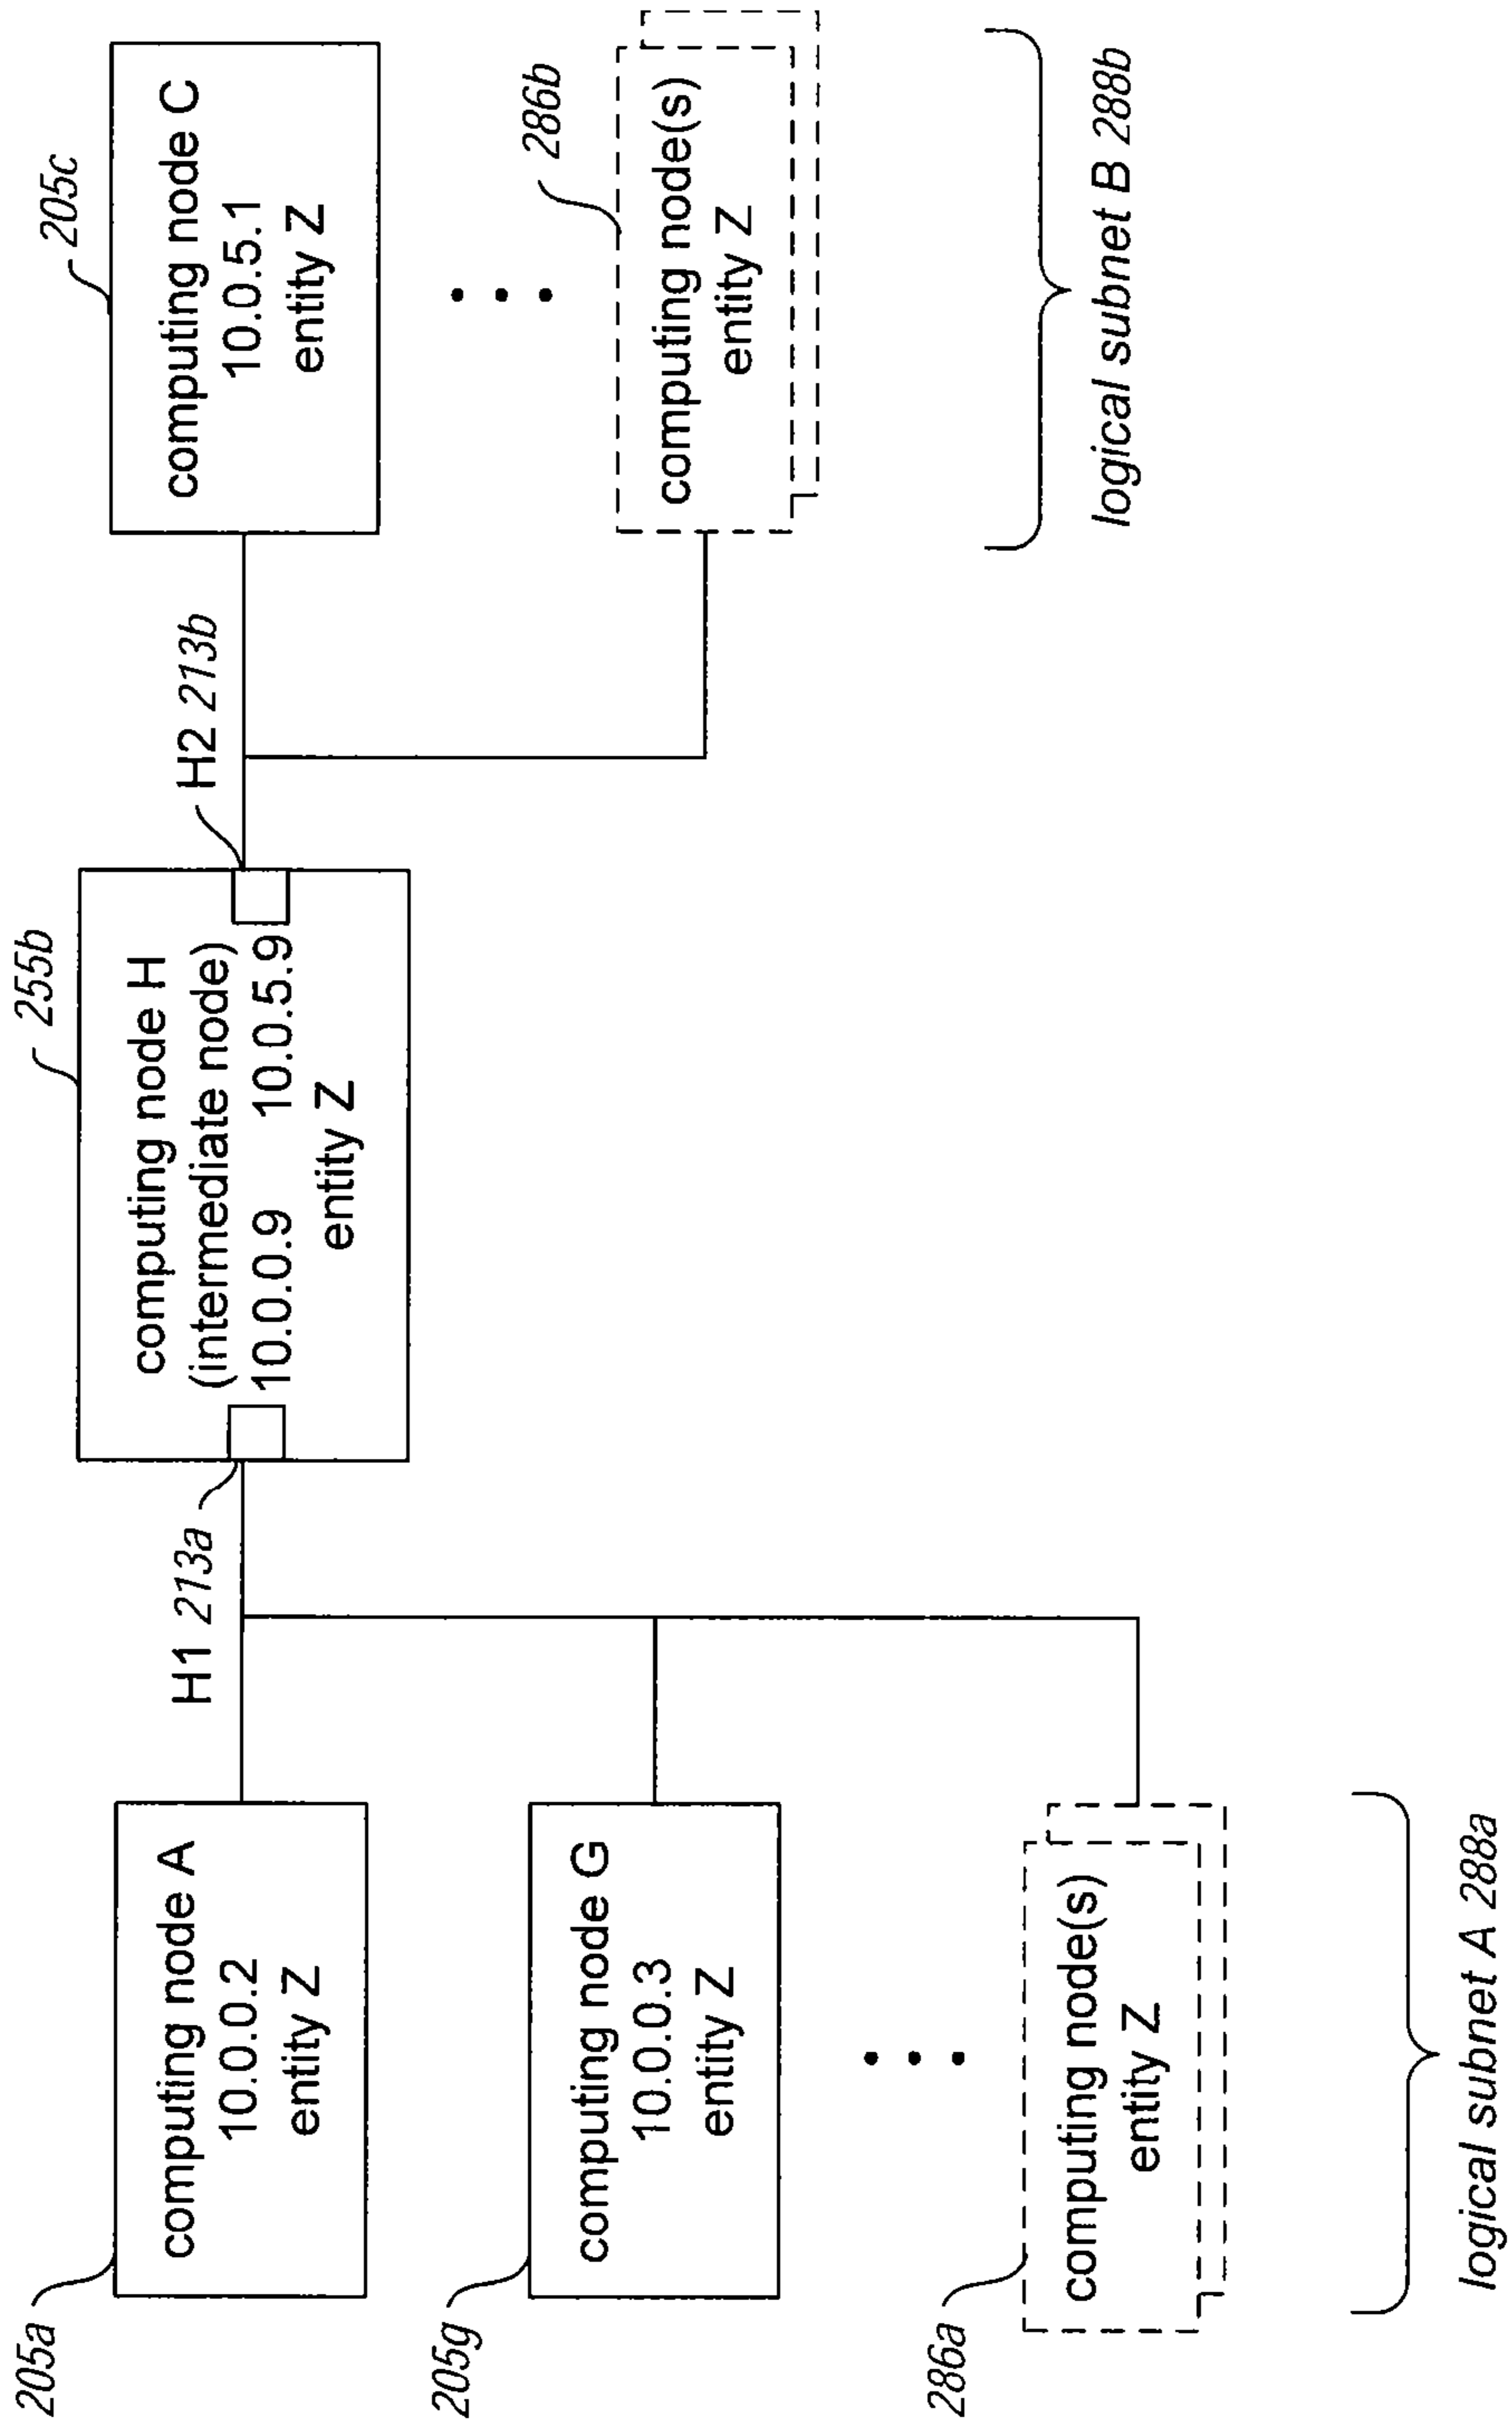 205a
computing node A
10.0.0.2
entity Z
205g
computing node G
10.0.0.3
entity Z
286a
computing node(s)
entity Z
logical subnet A 288a
H1 213a
255b
computing node H
(intermediate node)
10.0.0.9 10.0.5.9
entity Z
H2 213b
205c
computing node C
10.0.5.1
entity Z
286b
computing node(s)
entity Z
logical subnet B 288b